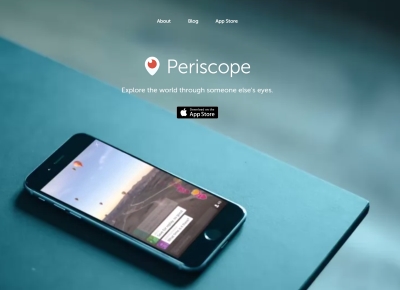 About
Blog
App Store
Periscope
Explore the world through someone else's eyes.
Download on the
App Store